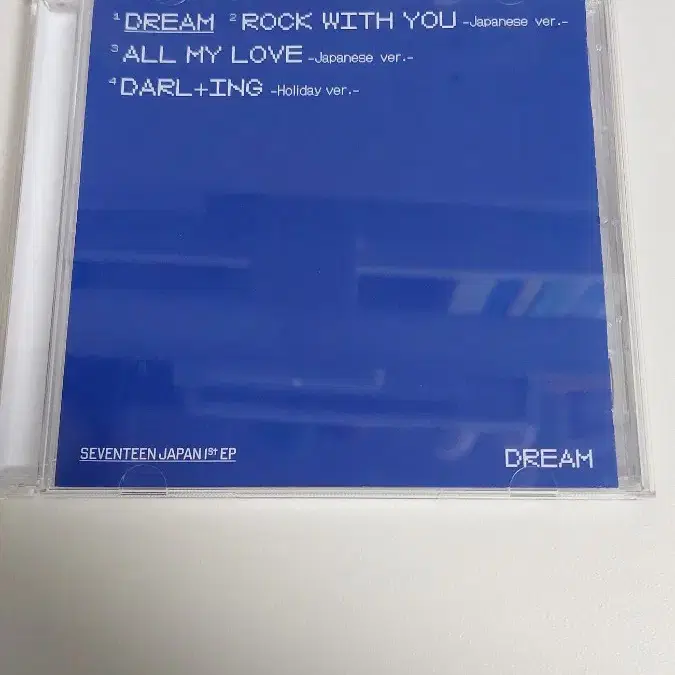 1 DREAM 2 ROCK WITH YOU -Japanese ver.-
3 ALL MY LOVE -Japanese ver.-
4 DARL+ING -Holiday ver.-
SEVENTEEN JAPAN 1St EP
DREAM